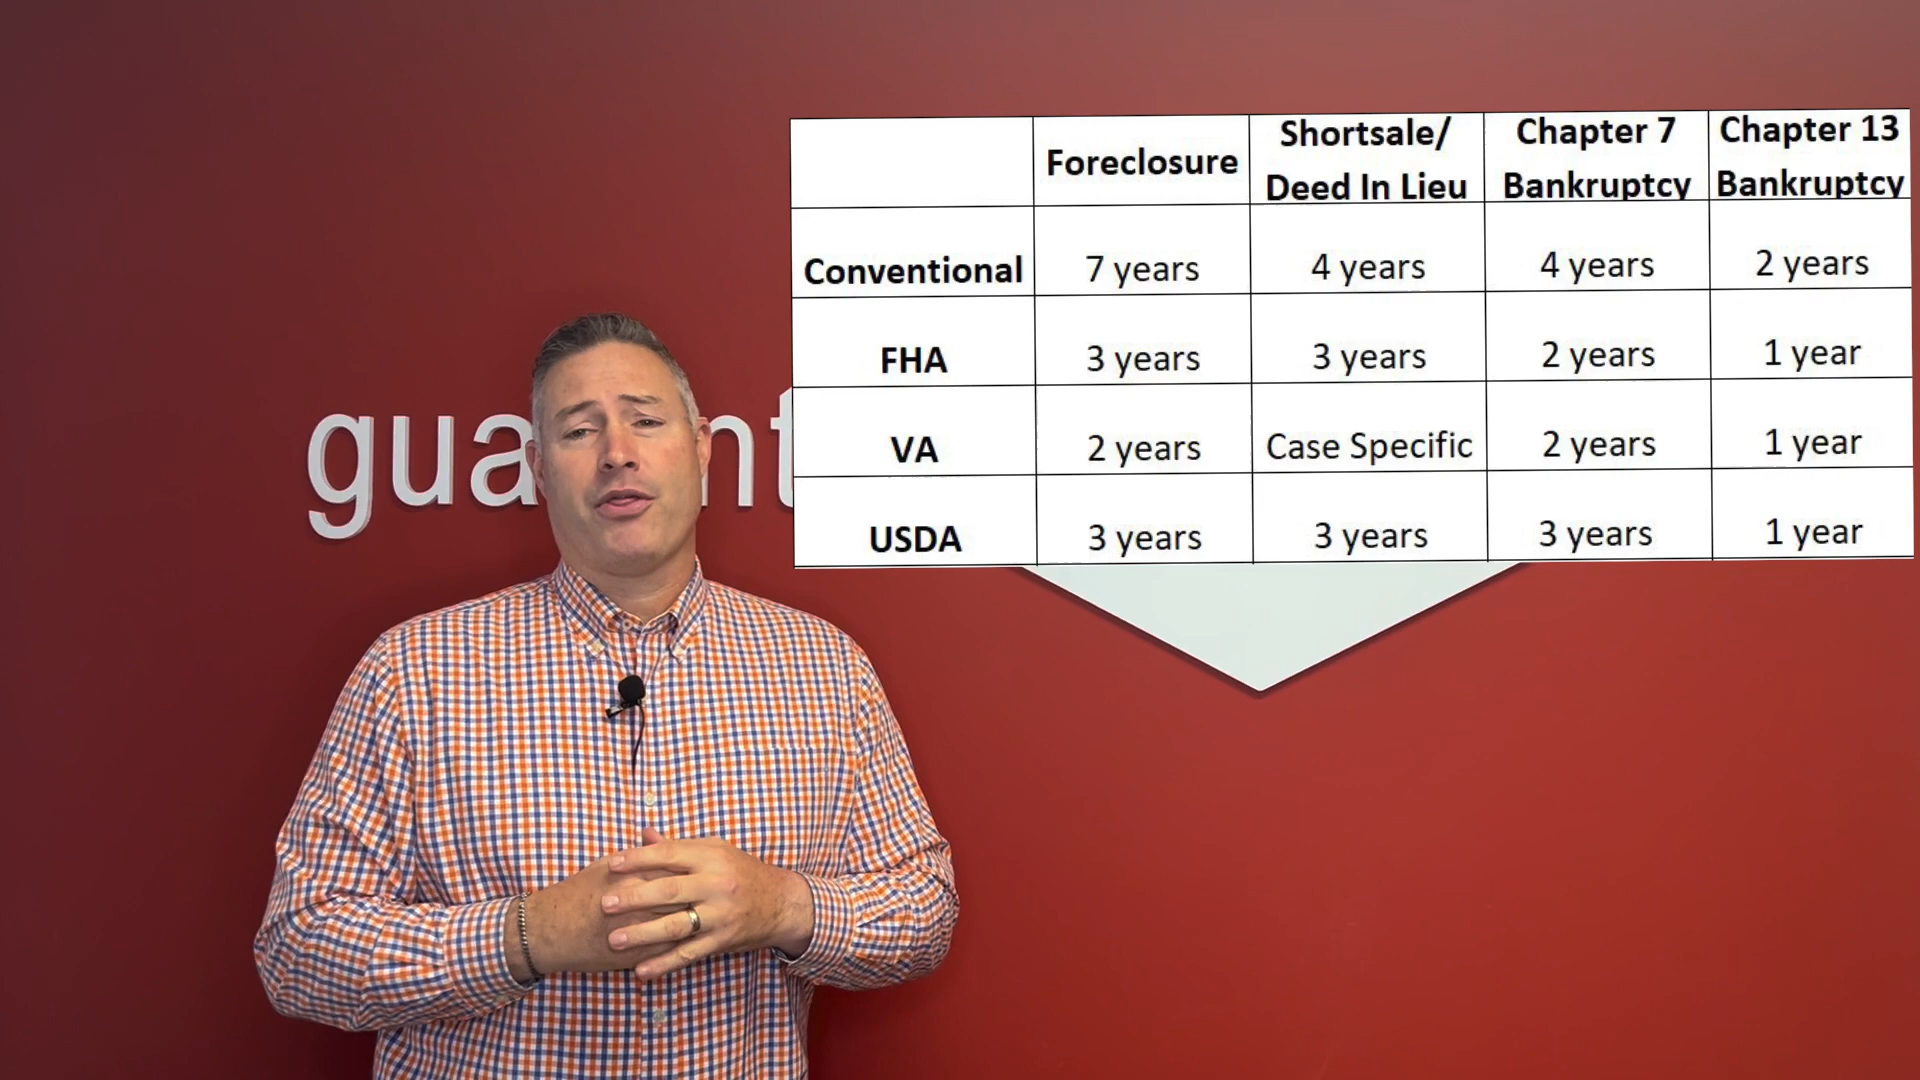 gua nt
Foreclosure Shortsale/ Deed In Lieu Chapter 7 Bankruptcy Chapter 13 Bankruptcy
Conventional 7 years 4 years 4 years 2 years
FHA 3 years 3 years 2 years 1 year
VA 2 years Case Specific 2 years 1 year
USDA 3 years 3 years 3 years 1 year